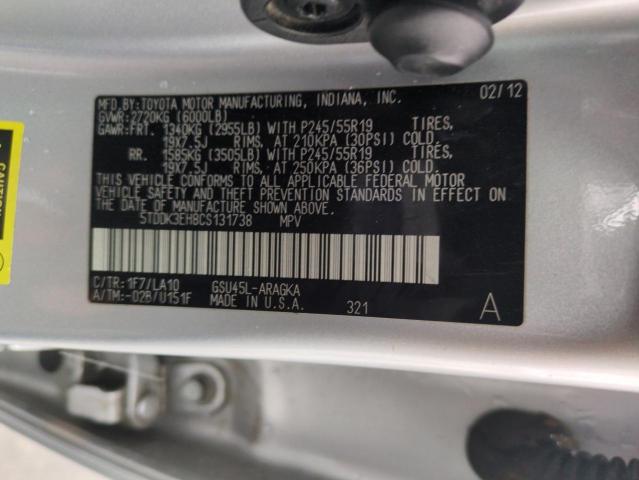 MFD.BY:TOYOTA MOTOR MANUFACTURING, INDIANA, INC. 02/12
GVWR:2720KG (6000LB)
GAWR:FRT. 1340KG (2955LB) WITH P245/55R19 TIRES,
19X7.5J RIMS, AT 210KPA (30PSI) COLD.
RR. 1585KG (3505LB) WITH P245/55R19 TIRES,
19X7.5J RIMS, AT 250KPA (36PSI) COLD.
THIS VEHICLE CONFORMS TO ALL APPLICABLE FEDERAL MOTOR
VEHICLE SAFETY AND THEFT PREVENTION STANDARDS IN EFFECT ON
THE DATE OF MANUFACTURE SHOWN ABOVE.
5TDDK3EH8CS131738 MPV
C/TR:1F7/LA10 GSU45L-ARAGKA
A/TM:-02B/U151F MADE IN U.S.A. 321 A
CAUTION